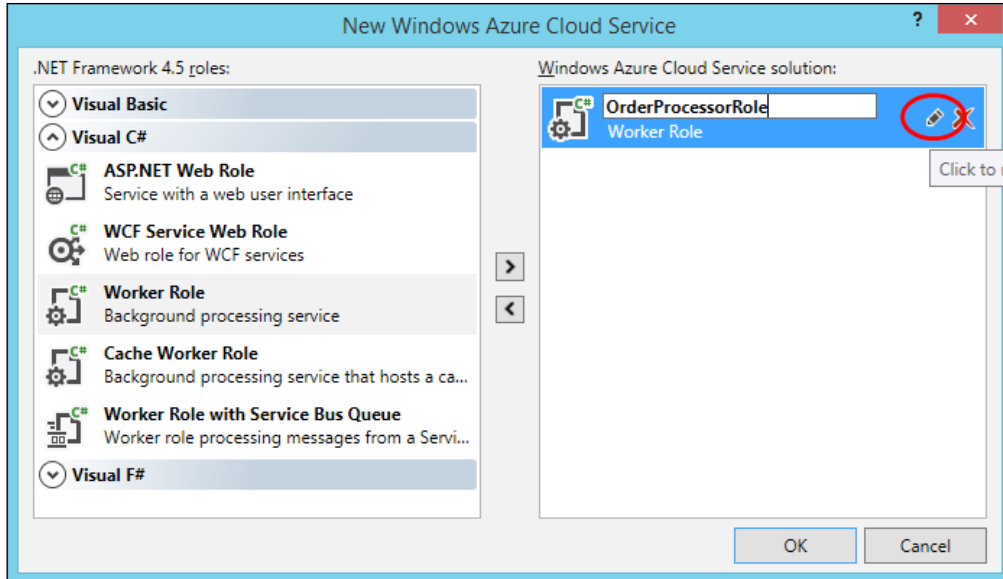 New Windows Azure Cloud Service
?
.NET Framework 4.5 roles:
Visual Basic
Visual C#
C#
ASP.NET Web Role
Service with a web user interface
C#
WCF Service Web Role
Web role for WCF services
C#
Worker Role
Background processing service
C#
Cache Worker Role
Background processing service that hosts a ca...
C#
Worker Role with Service Bus Queue
Worker role processing messages from a Servi...
Visual F#
Windows Azure Cloud Service solution:
C#
OrderProcessorRole
Worker Role
Click to
OK
Cancel